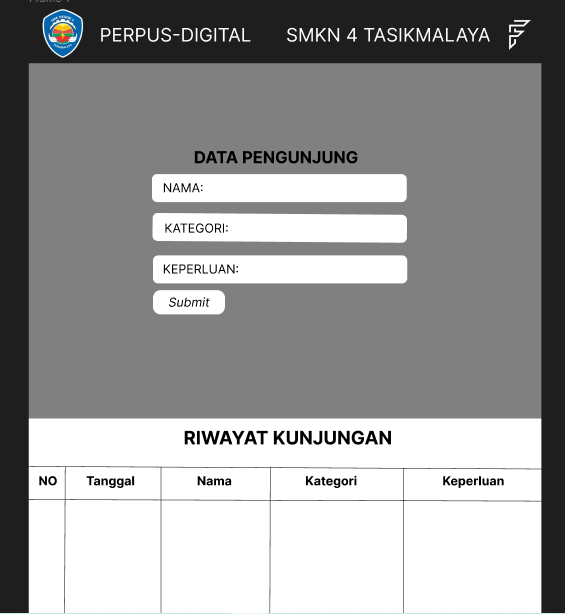 PERPUS-DIGITAL SMKN 4 TASIKMALAYA
DATA PENGUNJUNG
NAMA:
KATEGORI:
KEPERLUAN:
Submit
RIWAYAT KUNJUNGAN
NO Tanggal Nama Kategori Keperluan